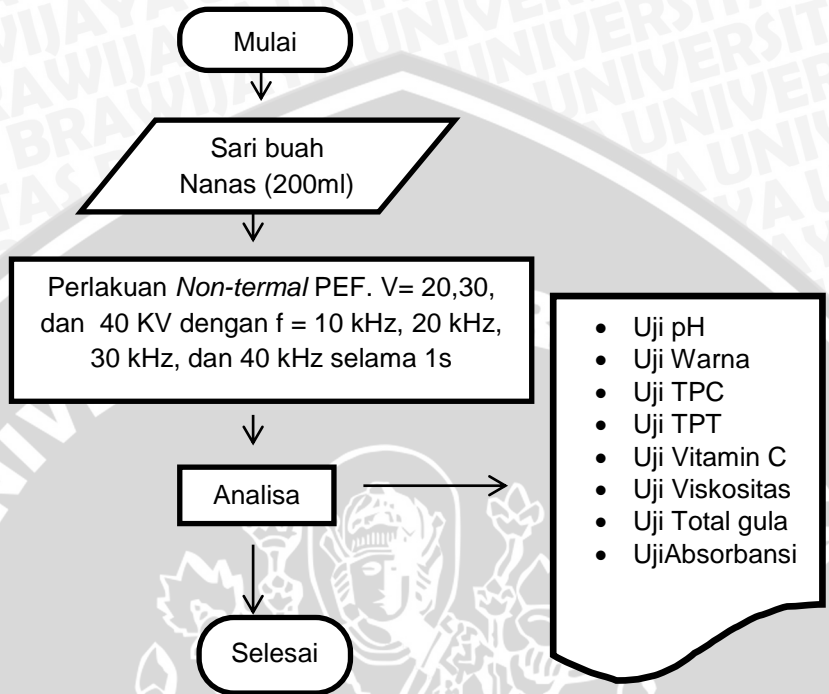 Mulai
Sari buah
Nanas (200ml)
Perlakuan Non-termal PEF. V= 20,30,
dan 40 KV dengan f = 10 kHz, 20 kHz,
30 kHz, dan 40 kHz selama 1s
Analisa
• Uji pH
• Uji Warna
• Uji TPC
• Uji TPT
• Uji Vitamin C
• Uji Viskositas
• Uji Total gula
• UjiAbsorbansi
Selesai